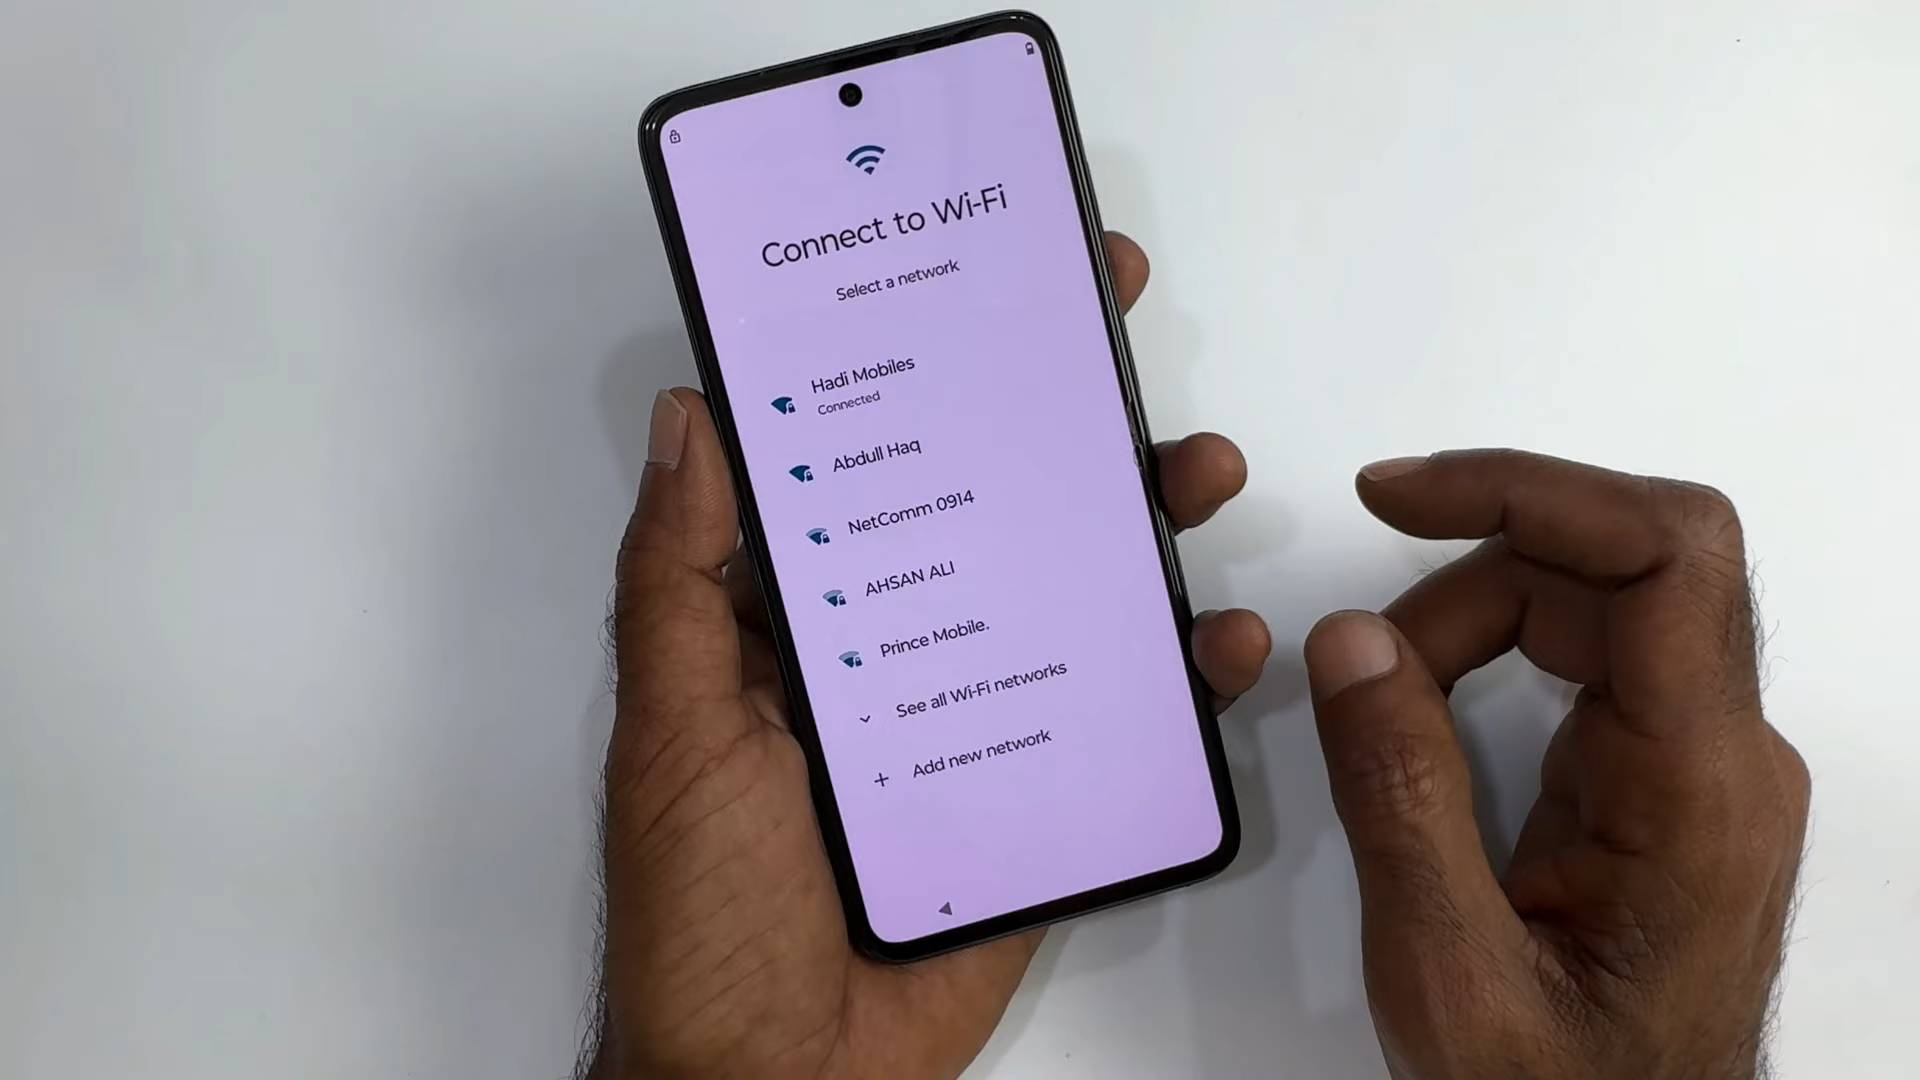 Connect to Wi-Fi
Select a network
Hadi Mobiles
Connected
Abdull Haq
NetComm 0914
AHSAN ALI
Prince Mobile.
See all Wi-Fi networks
Add new network